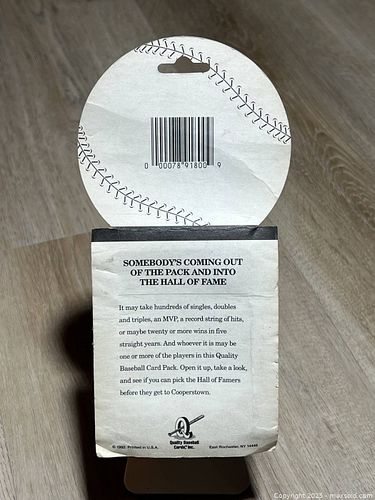 0 00078 91800 9
SOMEBODY'S COMING OUT
OF THE PACK AND INTO
THE HALL OF FAME
It may take hundreds of singles, doubles
and triples, an MVP, a record string of hits,
or maybe twenty or more wins in five
straight years. And whoever it is may be
one or more of the players in this Quality
Baseball Card Pack. Open it up, take a look,
and see if you can pick the Hall of Famers
before they get to Cooperstown.
Quality Baseball
Cards, Inc.
© 1992 Printed in U.S.A.
East Rochester, NY 14445
Copyright 2025 - maxsold.com